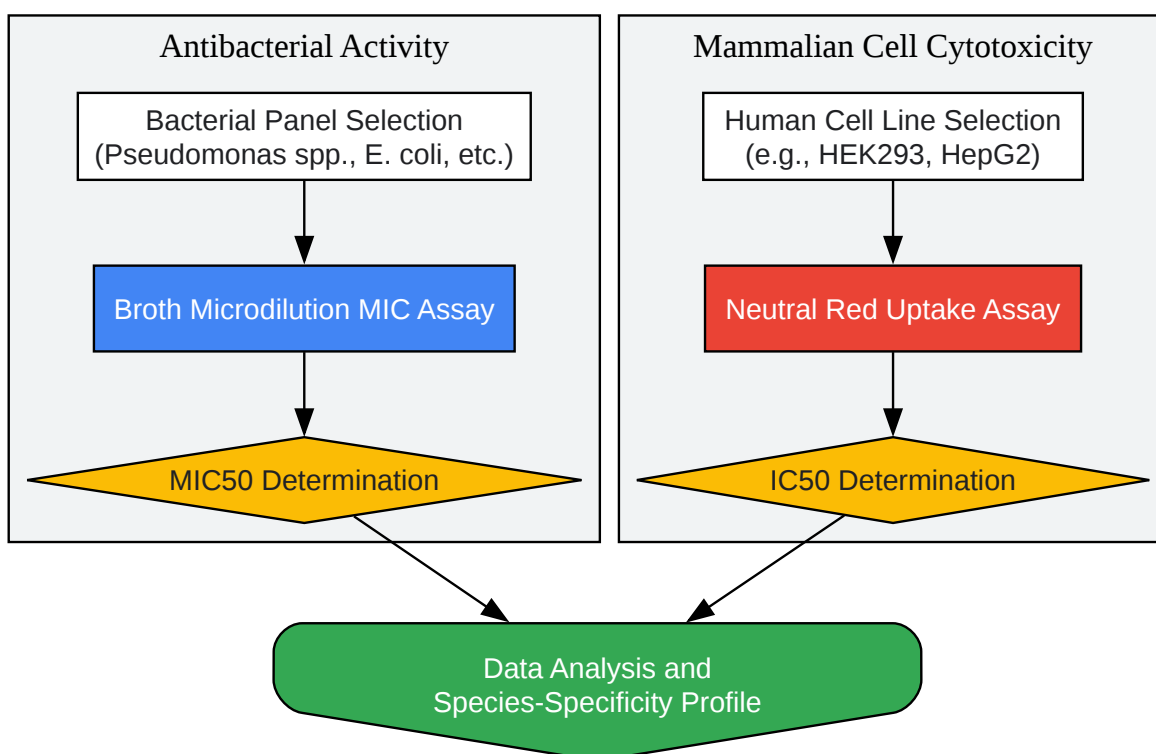 Antibacterial Activity
Bacterial Panel Selection
(Pseudomonas spp., E. coli, etc.)
Broth Microdilution MIC Assay
MIC50 Determination
Mammalian Cell Cytotoxicity
Human Cell Line Selection
(e.g., HEK293, HepG2)
Neutral Red Uptake Assay
IC50 Determination
Data Analysis and
Species-Specificity Profile